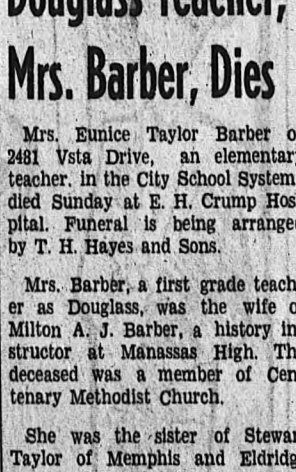 Douglass Teacher,
Mrs. Barber, Dies
Mrs. Eunice Taylor Barber o
2481 Vsta Drive, an elementar
teacher. in the City School System
died Sunday at E. H. Crump Hos
pital. Funeral is being arrange
by T. H. Hayes and Sons.
Mrs. Barber, a first grade teach
er as Douglass, was the wife o
Milton A. J. Barber, a history in
structor at Manassas High. Th
deceased was a member of Cen
tenary Methodist Church.
She was the sister of Stewar
Taylor of Memphis and Eldridg